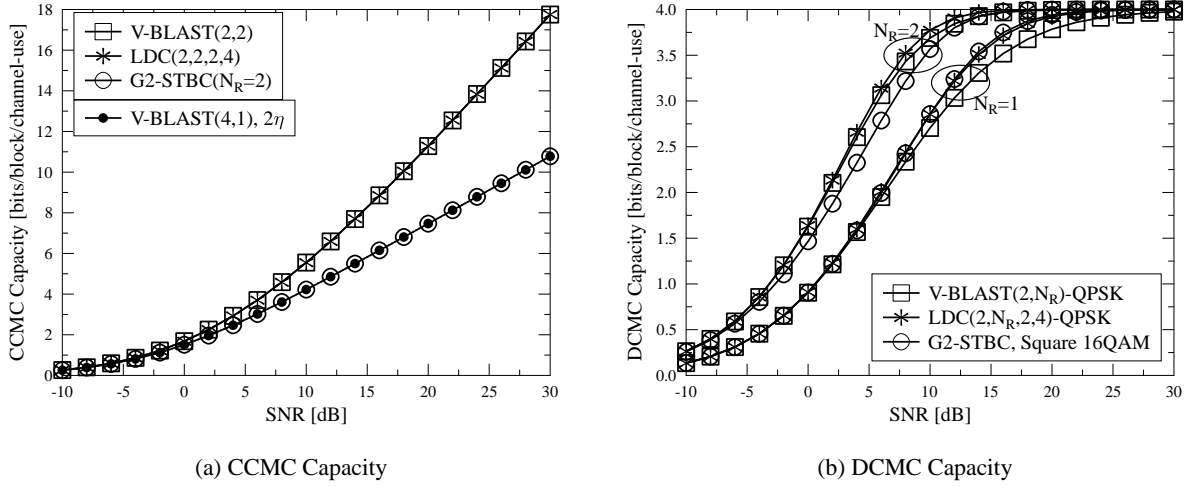 CCMC Capacity [bits/block/channel-use]
18
16
14
12
10
8
6
4
2
0
-10 -5 0 5 10 15 20 25 30
SNR [dB]
V-BLAST(2,2)
LDC(2,2,2,4)
G2-STBC(N_R=2)
V-BLAST(4,1), 2η
(a) CCMC Capacity
DCMC Capacity [bits/block/channel-use]
4.0
3.5
3.0
2.5
2.0
1.5
1.0
0.5
0.0
-10 -5 0 5 10 15 20 25 30
SNR [dB]
N_R=2
N_R=1
V-BLAST(2,N_R)-QPSK
LDC(2,N_R,2,4)-QPSK
G2-STBC, Square 16QAM
(b) DCMC Capacity